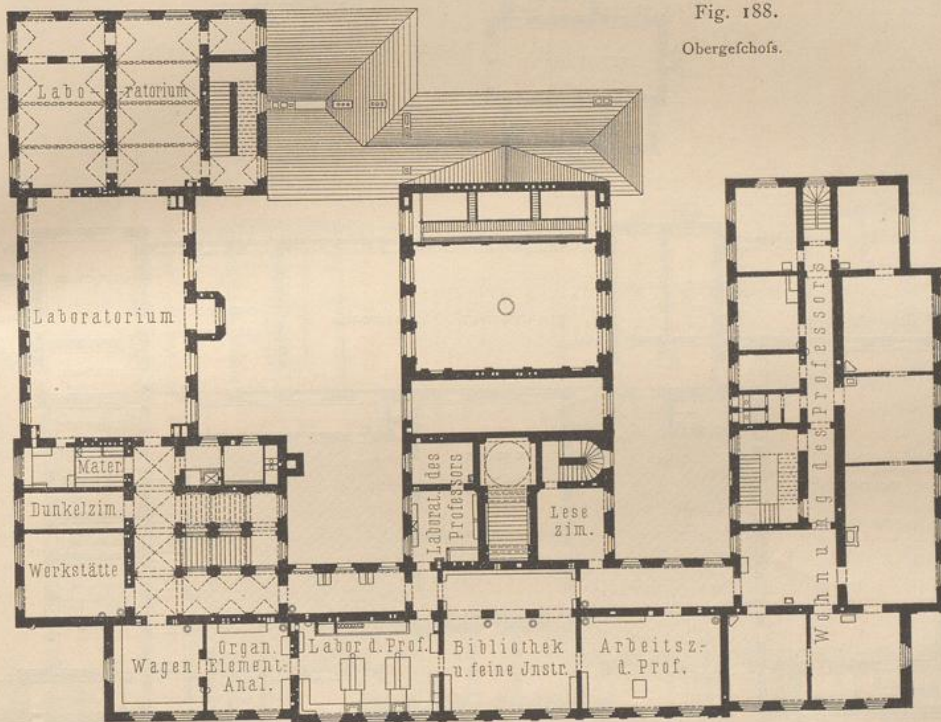 Fig. 188.
Obergeſchoſs.
Labo- ratorium
Laboratorium
Mater
Dunkelzim.
Werkstätte
Laborat. des
Professors
Lese
zim.
Wohnung des Professors
Wagen
Organ.
Element-
Anal.
Labor d. Prof.
Bibliothek
u. feine Jnstr.
Arbeitsz.
d. Prof.